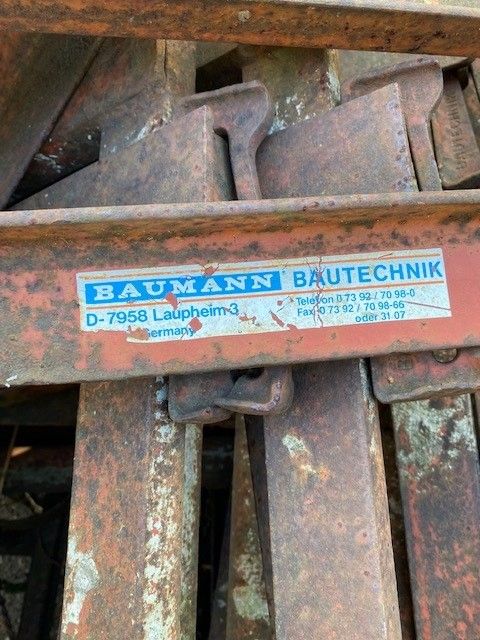 BAUMANN BAUTECHNIK
D-7958 Laupheim 3
Germany
Telefon 0 73 92 / 70 98-0
Fax 0 73 92 / 70 98-66
oder 31 07